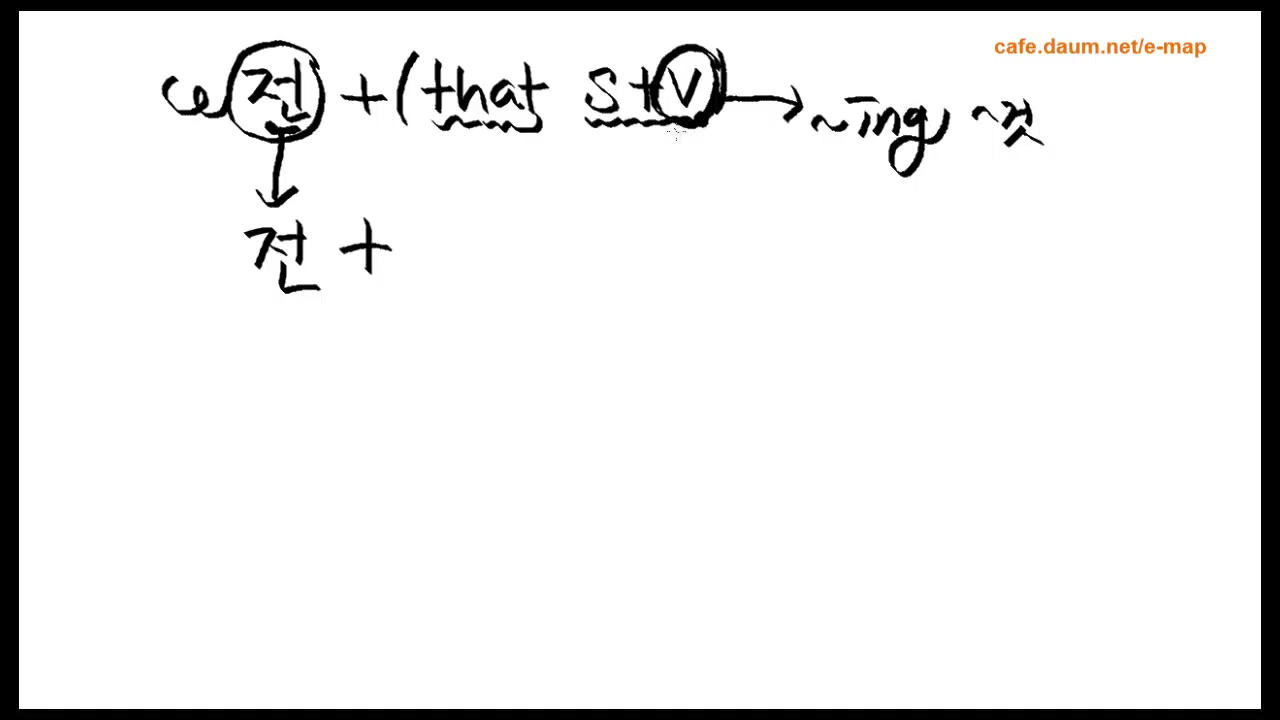 cafe.daum.net/e-map
전 + (that S+V) → ~ing, ~것
전 +